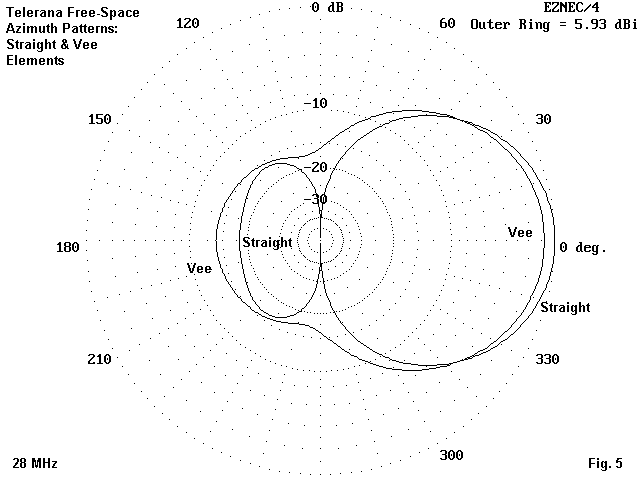 Telerana Free-Space
Azimuth Patterns:
Straight & Vee
Elements
0 dB
EZNEC/4
Outer Ring = 5.93 dBi
120
60
-10
150
30
-20
-30
180
Straight
Vee
Vee
0 deg.
Straight
210
330
300
28 MHz
Fig. 5